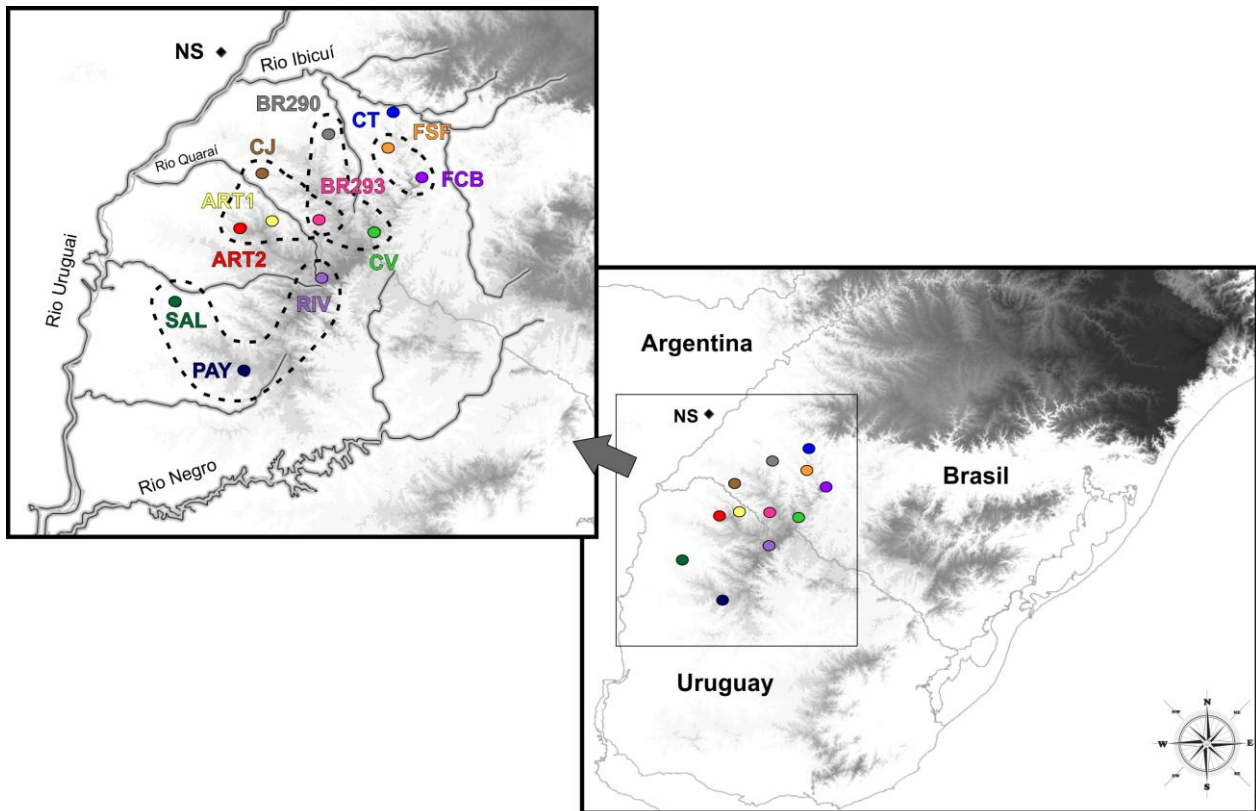 NS
Rio Ibicuí
BR290
CT
FSF
CJ
Rio Quaraí
FCB
BR293
ART1
ART2
CV
Rio Uruguai
RIV
SAL
PAY
Rio Negro
Argentina
NS
Brasil
Uruguay
N
W
E
S